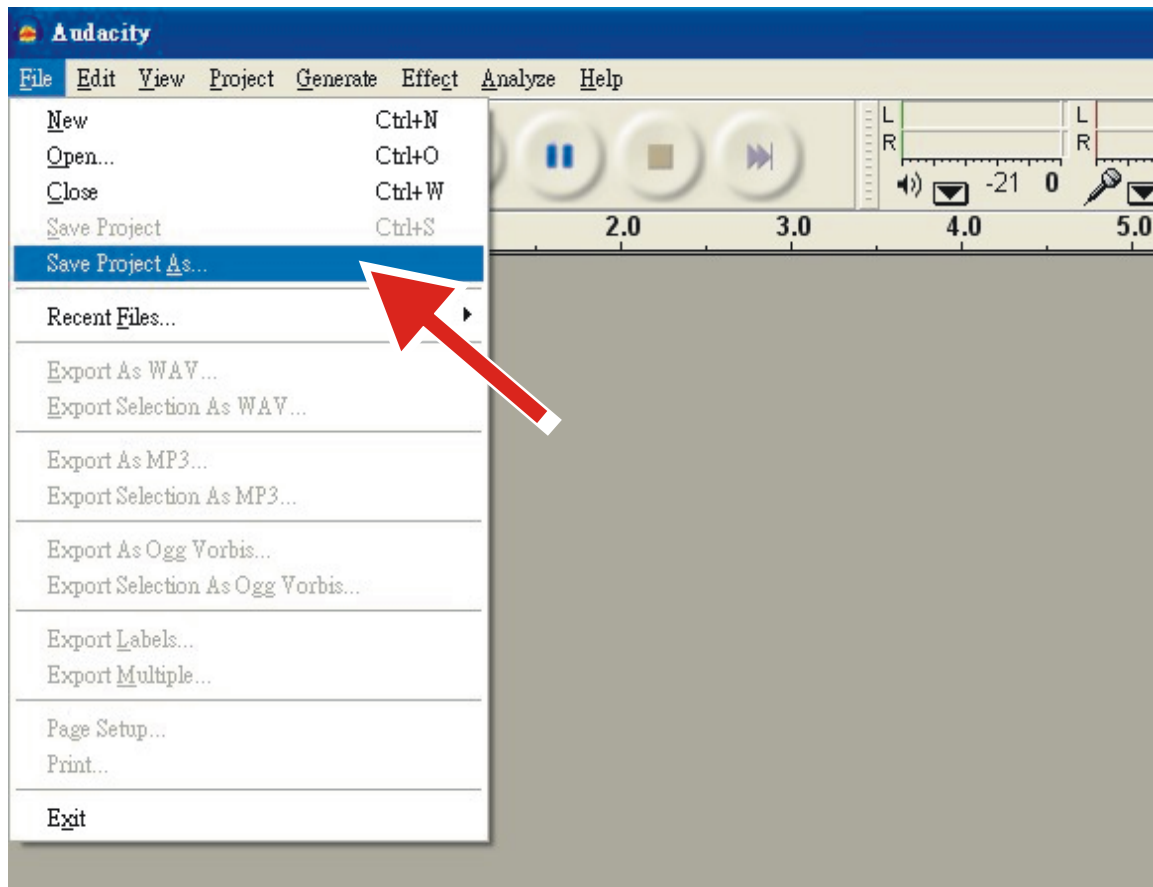 Audacity
File Edit View Project Generate Effect Analyze Help
New Ctrl+N
Open... Ctrl+O
Close Ctrl+W
Save Project Ctrl+S
Save Project As...
Recent Files...
Export As WAV...
Export Selection As WAV...
Export As MP3...
Export Selection As MP3...
Export As Ogg Vorbis...
Export Selection As Ogg Vorbis...
Export Labels...
Export Multiple...
Page Setup...
Print...
Exit
L L
R R
-21 0
2.0 3.0 4.0 5.0